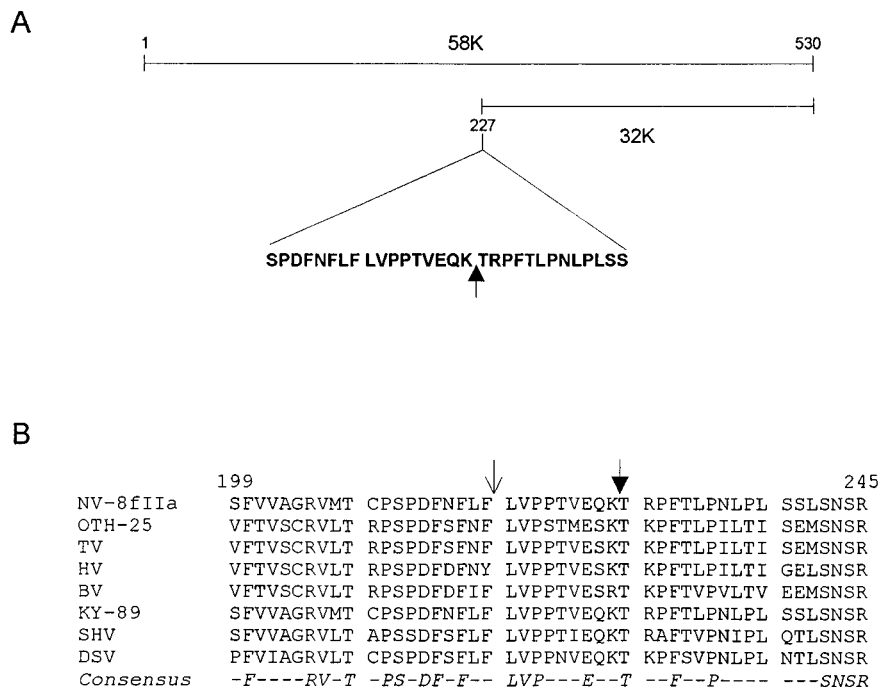 A
1 58K 530
227
32K
SPDFNFLF LVPPTVEQK TRPFTLPNLPLSS
B
199 245
NV-8fIIa SFVVAGRVMT CPSPDFNFLF LVPPTVEQKT RPFTLPNLPL SSLSNSR
OTH-25 VFTVSCRVLT RPSPDFSFNF LVPSTMESKT KPFTLPILTI SEMSNSR
TV VFTVSCRVLT RPSPDFSFNF LVPPTVESKT KPFTLPILTI SEMSNSR
HV VFTVSCRVLT RPSPDFDFNY LVPPTVESKT KPFTLPILTI GELSNSR
BV VFTVSCRVLT RPSPDFDFIF LVPPTVESRT KPFTVPVLTV EEMSNSR
KY-89 SFVVAGRVMT CPSPDFNFLF LVPPTVEQKT RPFTLPNLPL SSLSNSR
SHV SFVVAGRVLT APSSDFSFLF LVPPTIEQKT RAFTVPNIPL QTLSNSR
DSV PFVIAGRVLT CPSPDFSFLF LVPPNVEQKT KPFSVPNLPL NTLSNSR
Consensus -F----RV-T -PS-DF-F-- LVP---E--T --F--P---- ---SNSR